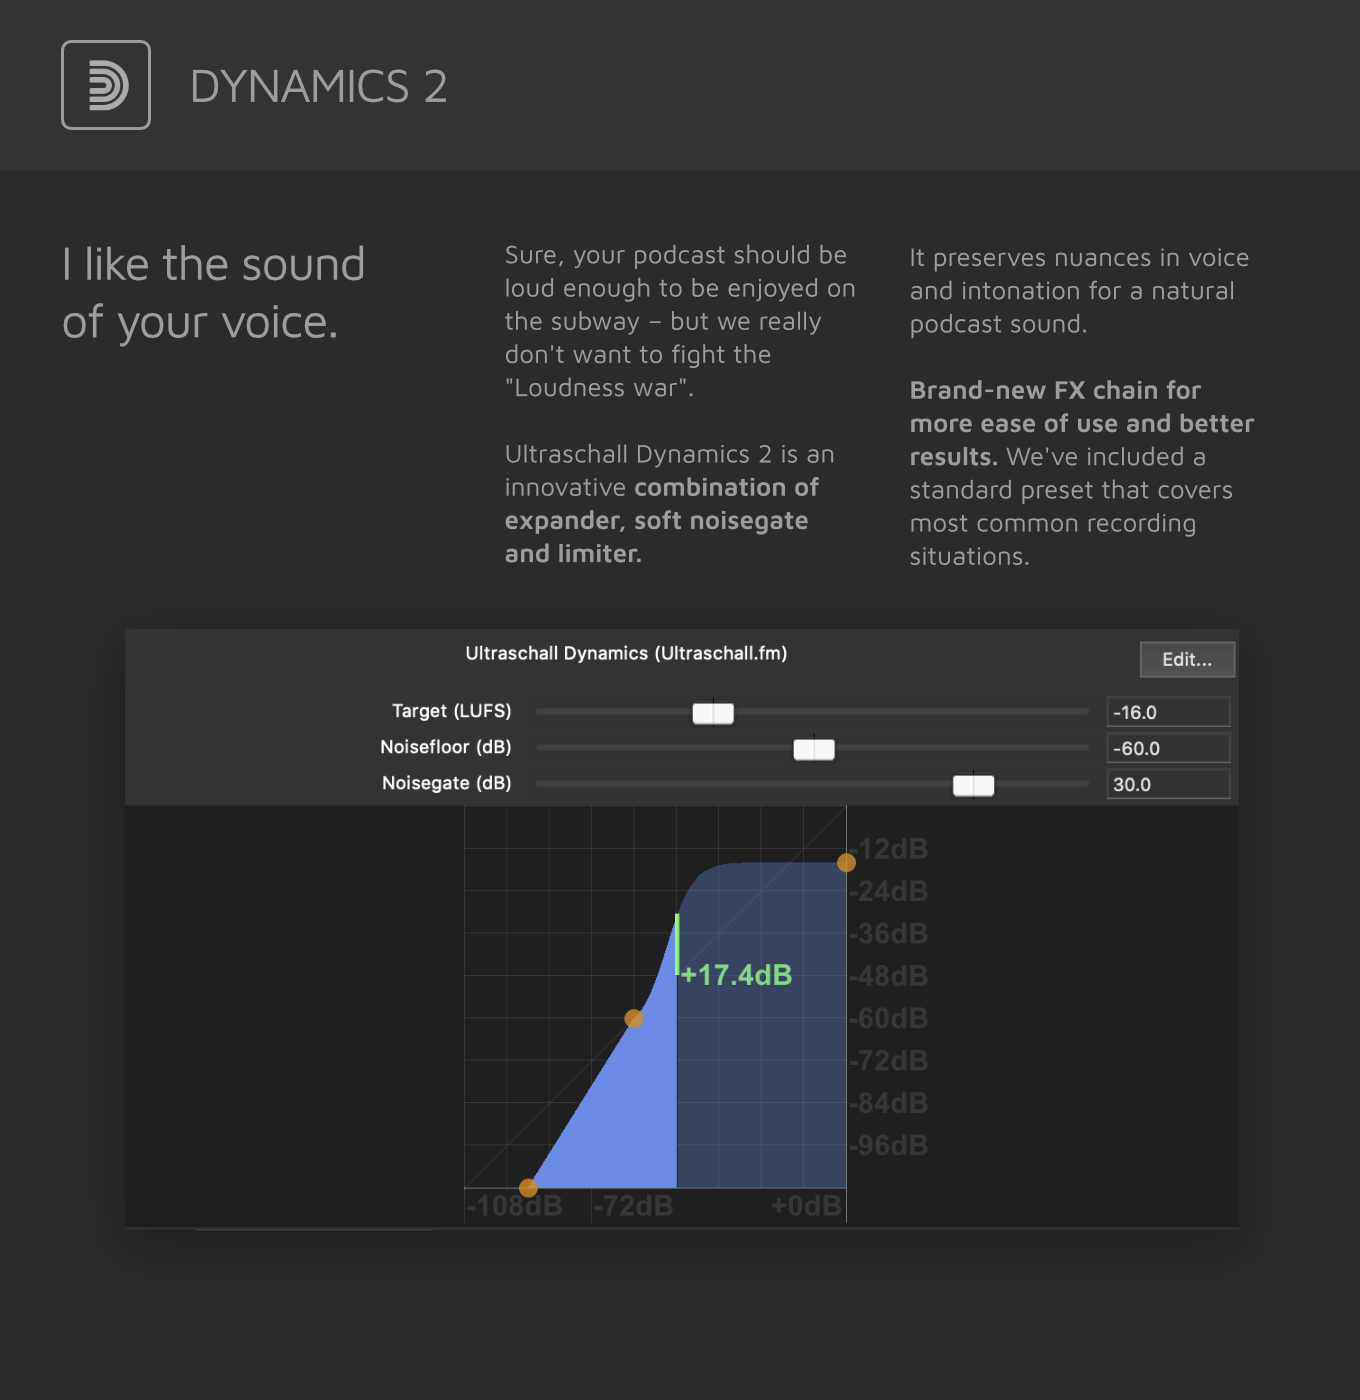 DYNAMICS 2
I like the sound
of your voice.
Sure, your podcast should be
loud enough to be enjoyed on
the subway – but we really
don't want to fight the
"Loudness war".
Ultraschall Dynamics 2 is an
innovative combination of
expander, soft noisegate
and limiter.
It preserves nuances in voice
and intonation for a natural
podcast sound.
Brand-new FX chain for
more ease of use and better
results. We've included a
standard preset that covers
most common recording
situations.
Ultraschall Dynamics (Ultraschall.fm)
Edit...
Target (LUFS) -16.0
Noisefloor (dB) -60.0
Noisegate (dB) 30.0
-12dB
-24dB
-36dB
+17.4dB -48dB
-60dB
-72dB
-84dB
-96dB
-108dB -72dB +0dB